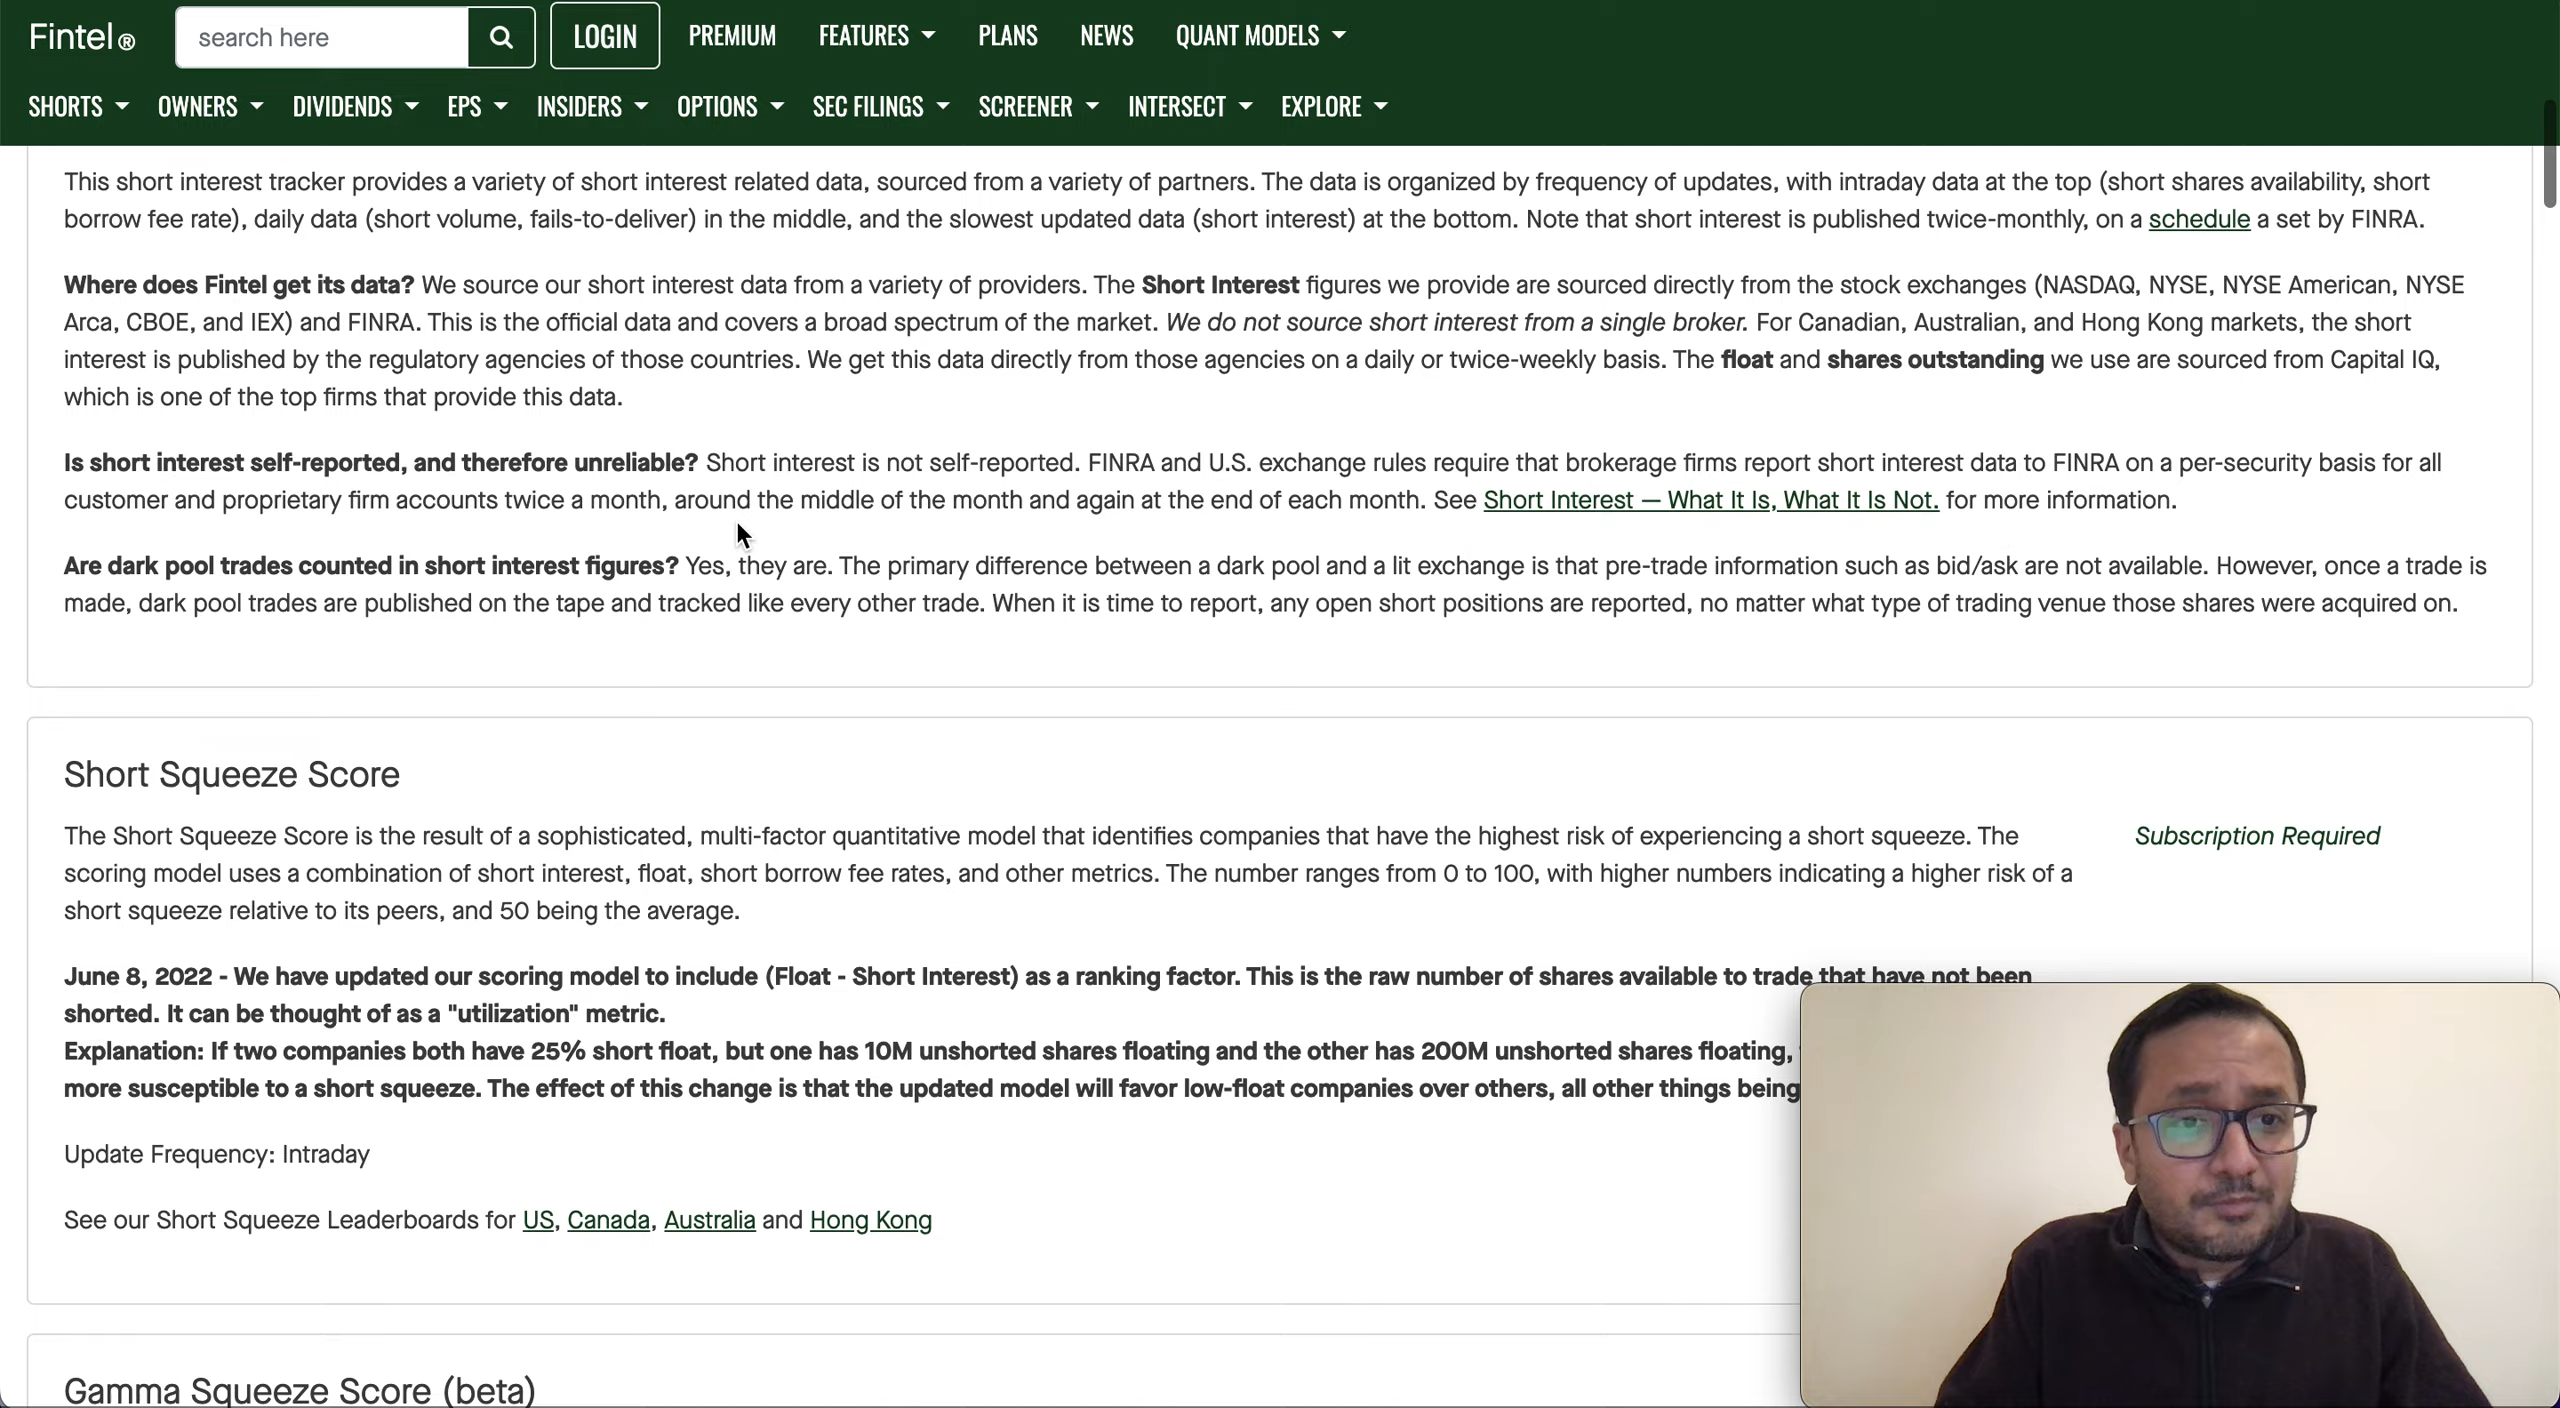 Fintel®
search here
LOGIN
PREMIUM
FEATURES
PLANS
NEWS
QUANT MODELS
SHORTS
OWNERS
DIVIDENDS
EPS
INSIDERS
OPTIONS
SEC FILINGS
SCREENER
INTERSECT
EXPLORE
This short interest tracker provides a variety of short interest related data, sourced from a variety of partners. The data is organized by frequency of updates, with intraday data at the top (short shares availability, short
borrow fee rate), daily data (short volume, fails-to-deliver) in the middle, and the slowest updated data (short interest) at the bottom. Note that short interest is published twice-monthly, on a schedule a set by FINRA.
Where does Fintel get its data? We source our short interest data from a variety of providers. The Short Interest figures we provide are sourced directly from the stock exchanges (NASDAQ, NYSE, NYSE American, NYSE
Arca, CBOE, and IEX) and FINRA. This is the official data and covers a broad spectrum of the market. We do not source short interest from a single broker. For Canadian, Australian, and Hong Kong markets, the short
interest is published by the regulatory agencies of those countries. We get this data directly from those agencies on a daily or twice-weekly basis. The float and shares outstanding we use are sourced from Capital IQ,
which is one of the top firms that provide this data.
Is short interest self-reported, and therefore unreliable? Short interest is not self-reported. FINRA and U.S. exchange rules require that brokerage firms report short interest data to FINRA on a per-security basis for all
customer and proprietary firm accounts twice a month, around the middle of the month and again at the end of each month. See Short Interest — What It Is, What It Is Not. for more information.
Are dark pool trades counted in short interest figures? Yes, they are. The primary difference between a dark pool and a lit exchange is that pre-trade information such as bid/ask are not available. However, once a trade is
made, dark pool trades are published on the tape and tracked like every other trade. When it is time to report, any open short positions are reported, no matter what type of trading venue those shares were acquired on.
Short Squeeze Score
The Short Squeeze Score is the result of a sophisticated, multi-factor quantitative model that identifies companies that have the highest risk of experiencing a short squeeze. The
scoring model uses a combination of short interest, float, short borrow fee rates, and other metrics. The number ranges from 0 to 100, with higher numbers indicating a higher risk of a
short squeeze relative to its peers, and 50 being the average.
Subscription Required
June 8, 2022 - We have updated our scoring model to include (Float - Short Interest) as a ranking factor. This is the raw number of shares available to trade that have not been
shorted. It can be thought of as a "utilization" metric.
Explanation: If two companies both have 25% short float, but one has 10M unshorted shares floating and the other has 200M unshorted shares floating,
more susceptible to a short squeeze. The effect of this change is that the updated model will favor low-float companies over others, all other things being
Update Frequency: Intraday
See our Short Squeeze Leaderboards for US, Canada, Australia and Hong Kong
Gamma Squeeze Score (beta)